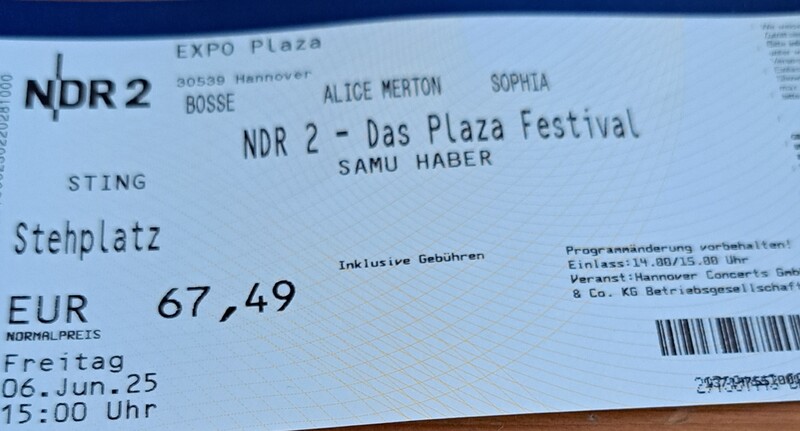 EXPO Plaza
30539 Hannover
NDR 2
BOSSE ALICE MERTON SOPHIA
NDR 2 - Das Plaza Festival
STING SAMU HABER
Stehplatz
Inklusive Gebühren
EUR 67,49
NORMALPREIS
Programmänderung vorbehalten!
Einlass:14.00/15.00 Uhr
Veranst:Hannover Concerts GmbH
& Co. KG Betriebsgesellschaft
Freitag
06.Jun.25
15:00 Uhr